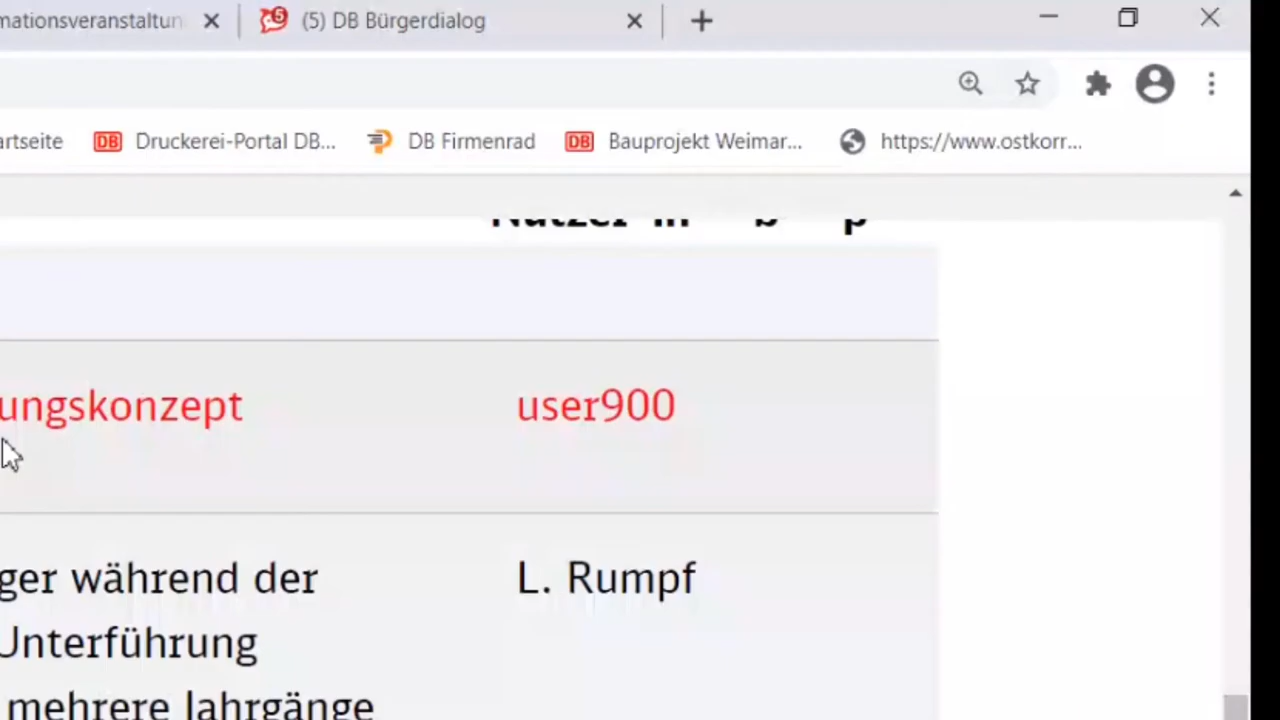 mationsveranstaltun
(5) DB Bürgerdialog
artseite DB Druckerei-Portal DB... DB Firmenrad DB Bauprojekt Weimar... https://www.ostkorr...
ungskonzept user900
ger während der L. Rumpf
Unterführung
mehrere Jahrgänge